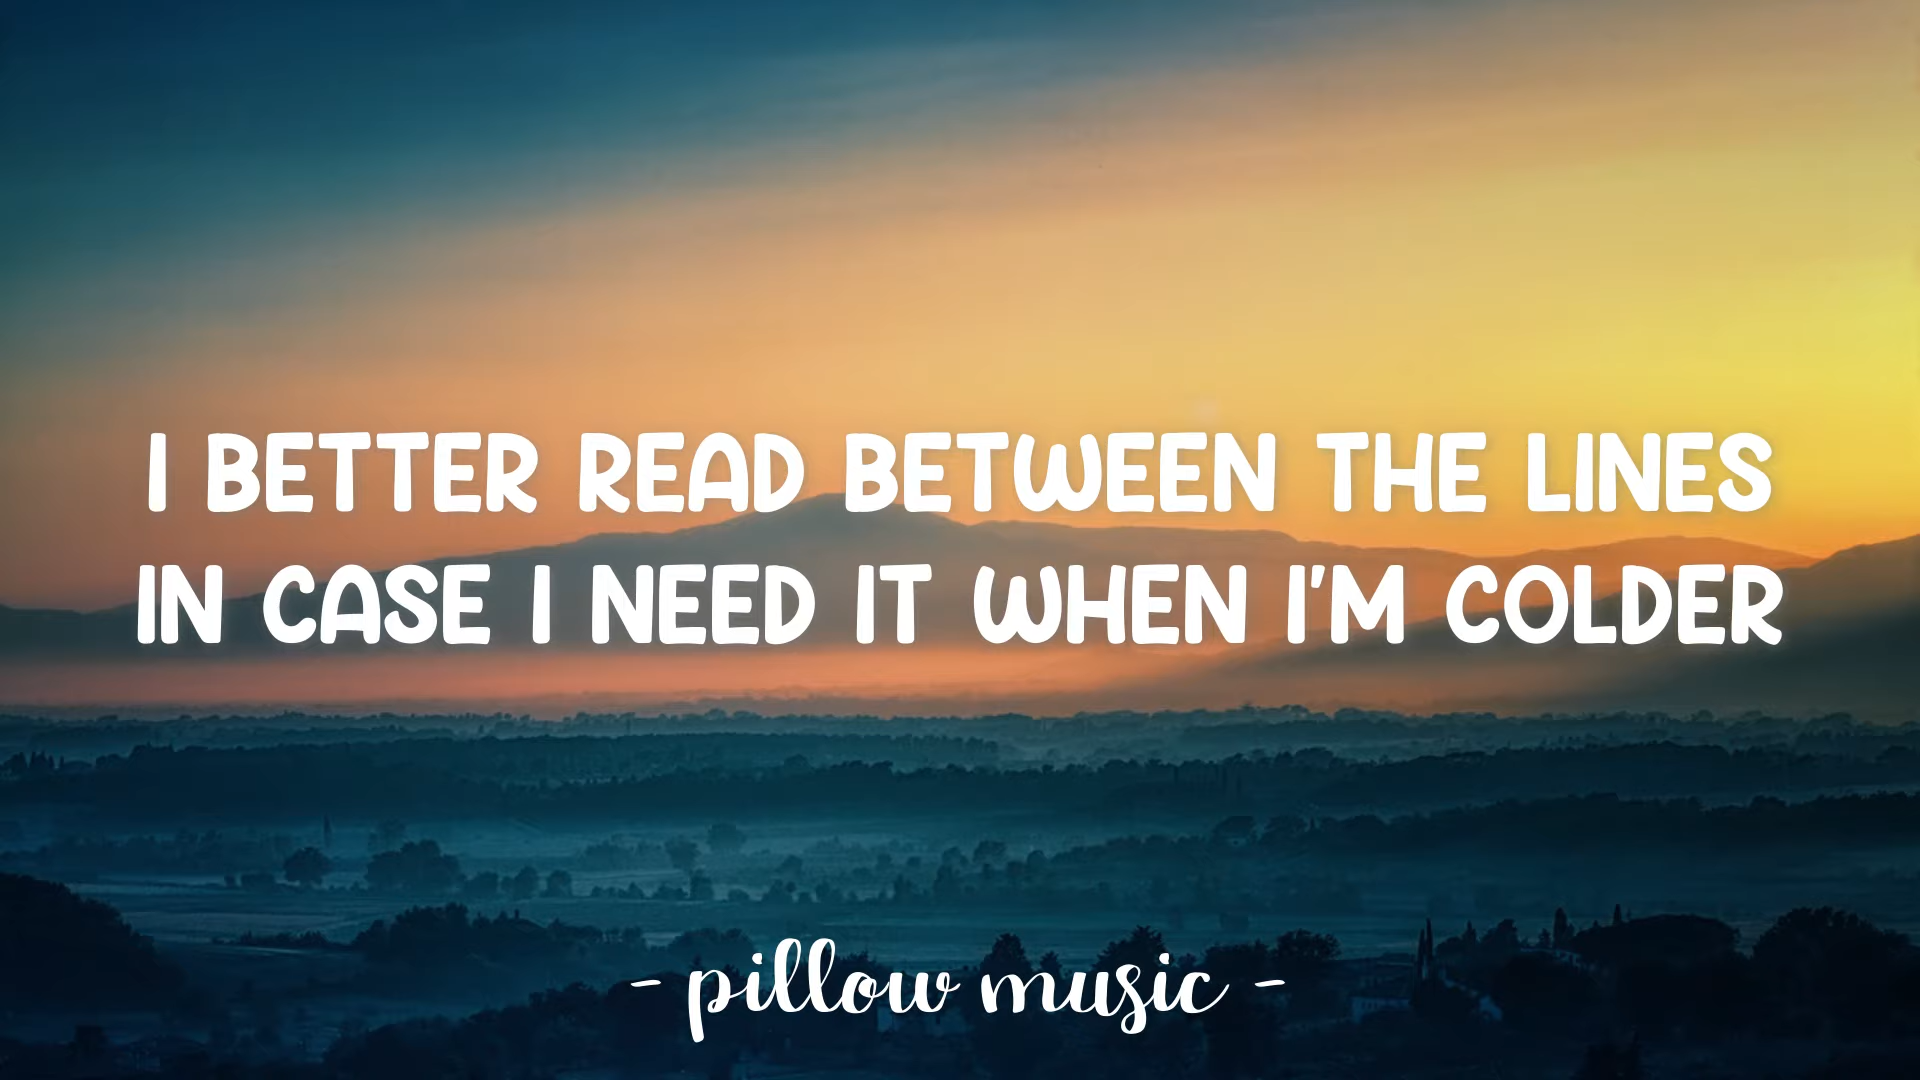 I BETTER READ BETWEEN THE LINES
IN CASE I NEED IT WHEN I'M COLDER
- pillow music -